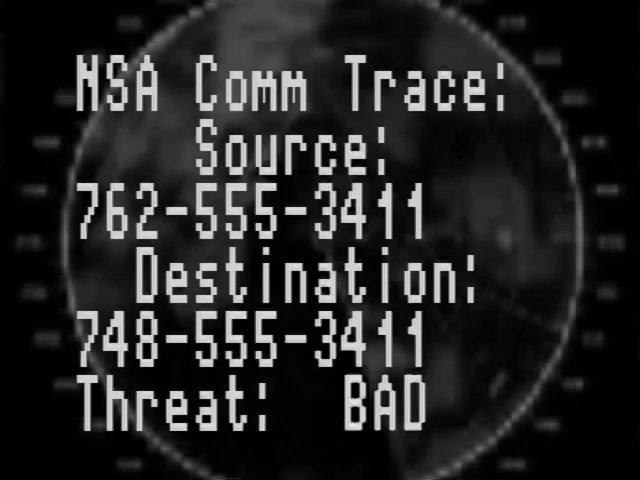 NSA Comm Trace:
Source:
762-555-3411
Destination:
748-555-3411
Threat: BAD